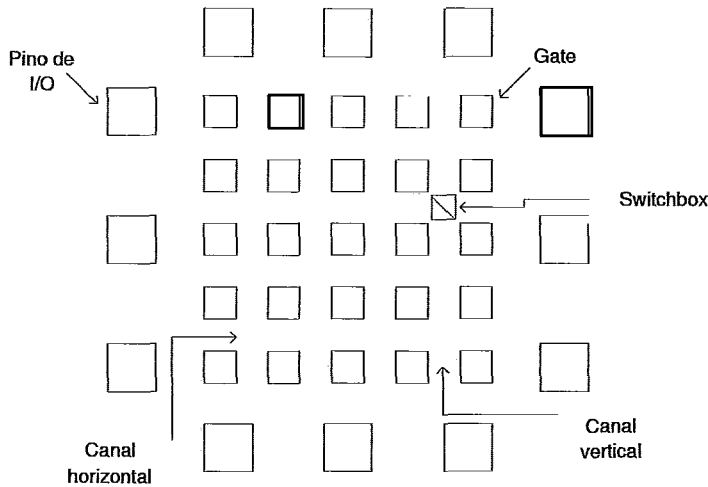 Pino de
I/O
Gate
Switchbox
Canal
horizontal
Canal
vertical